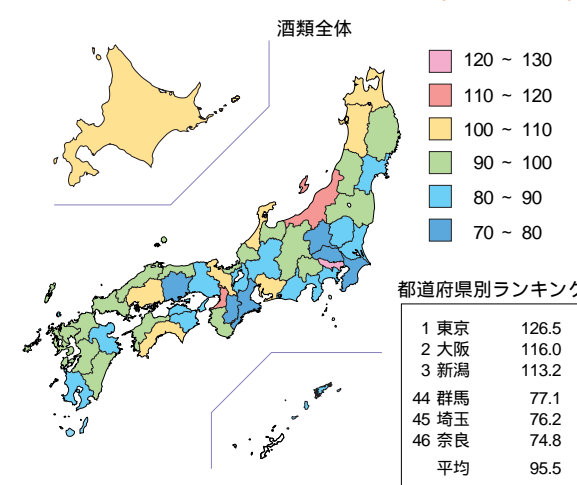 酒類全体
120 ~ 130
110 ~ 120
100 ~ 110
90 ~ 100
80 ~ 90
70 ~ 80
都道府県別ランキング
1 東京 126.5
2 大阪 116.0
3 新潟 113.2
44 群馬 77.1
45 埼玉 76.2
46 奈良 74.8
平均 95.5